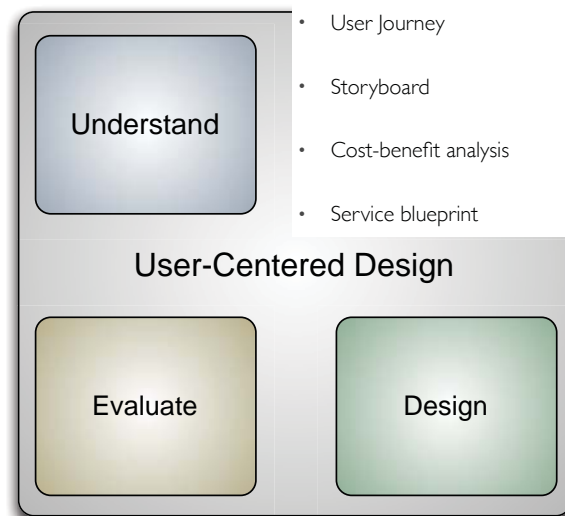 • User Journey
• Storyboard
• Cost-benefit analysis
• Service blueprint
Understand
User-Centered Design
Evaluate
Design